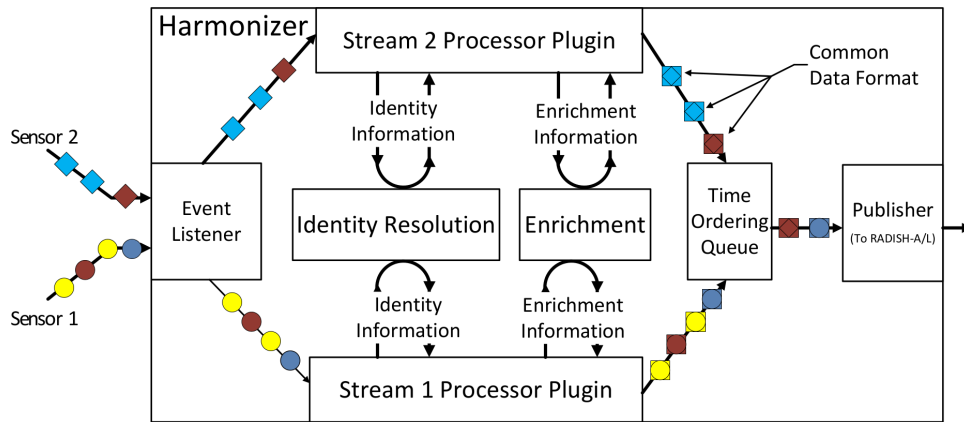 Harmonizer
Stream 2 Processor Plugin
Common
Data Format
Identity
Information
Enrichment
Information
Sensor 2
Event
Listener
Identity Resolution
Enrichment
Time
Ordering
Queue
Publisher
(To RADISH-A/L)
Sensor 1
Identity
Information
Enrichment
Information
Stream 1 Processor Plugin